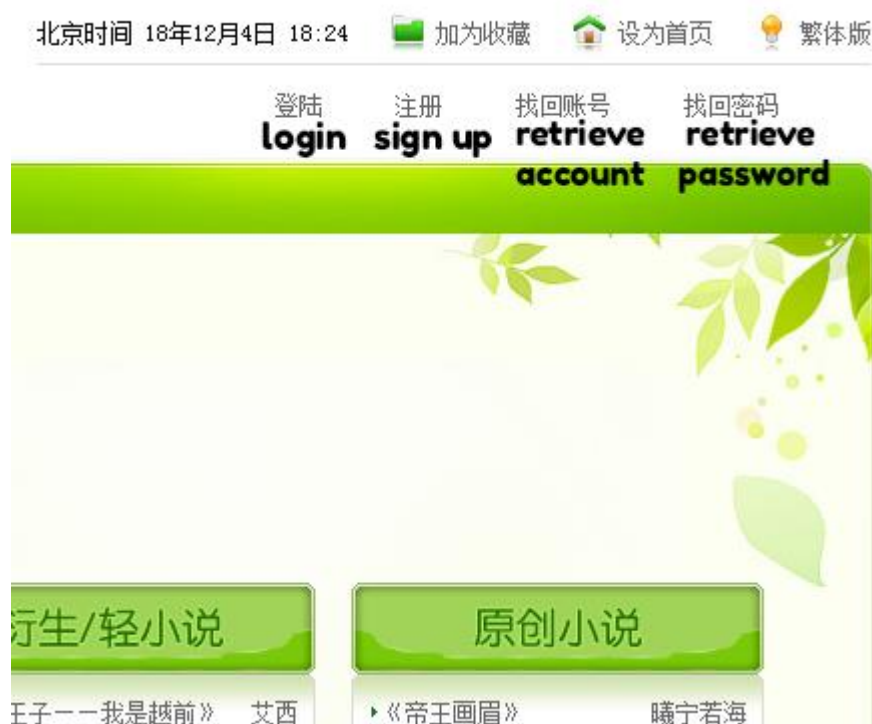 北京时间 18年12月4日 18:24 加为收藏 设为首页 繁体版
登陆 注册 找回账号 找回密码
login sign up retrieve retrieve
account password
衍生/轻小说 原创小说
王子——我是越前》 艾西 《帝王画眉》 曦宁若海